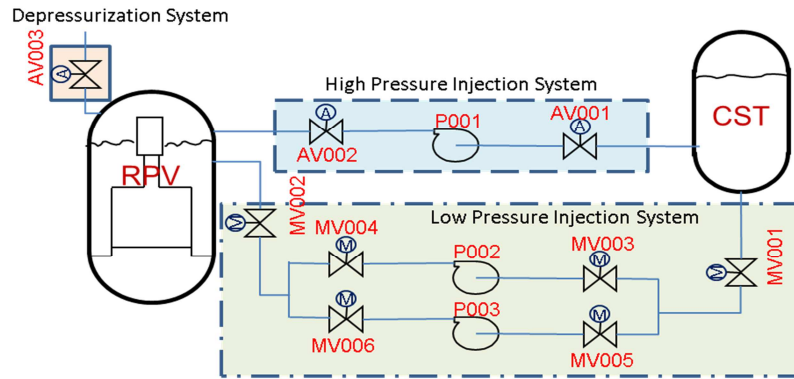 Depressurization System
AV003
A
High Pressure Injection System
A
AV002
P001
AV001
A
CST
RPV
MV002
M
Low Pressure Injection System
MV004
M
P002
MV003
M
MV001
M
M
MV006
P003
M
MV005